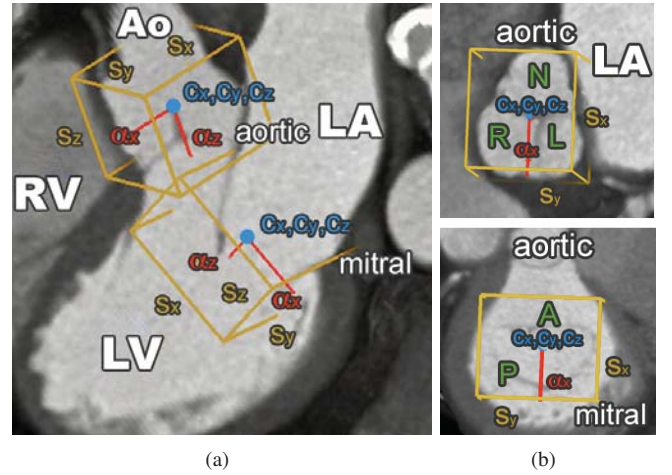 Ao
Sx
Sy
Cx,Cy,Cz
Sz
αx
αz
aortic
LA
RV
Cx,Cy,Cz
αz
mitral
Sx
Sz
αx
LV
Sy
(a)
aortic
LA
N
Cx,Cy,Cz
Sx
R
L
αx
Sy
aortic
A
Cx,Cy,Cz
P
αx
Sx
Sy
mitral
(b)